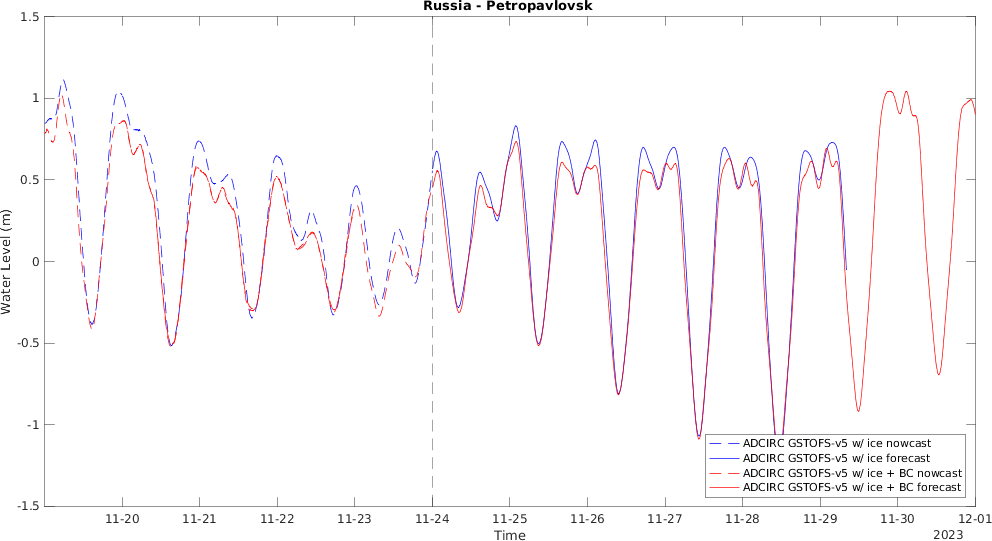 Russia - Petropavlovsk
1.5
1
0.5
0
-0.5
-1
-1.5
Water Level (m)
ADCIRC GSTOFS-v5 w/ ice nowcast
ADCIRC GSTOFS-v5 w/ ice forecast
ADCIRC GSTOFS-v5 w/ ice + BC nowcast
ADCIRC GSTOFS-v5 w/ ice + BC forecast
11-20 11-21 11-22 11-23 11-24 11-25 11-26 11-27 11-28 11-29 11-30 12-01
Time
2023